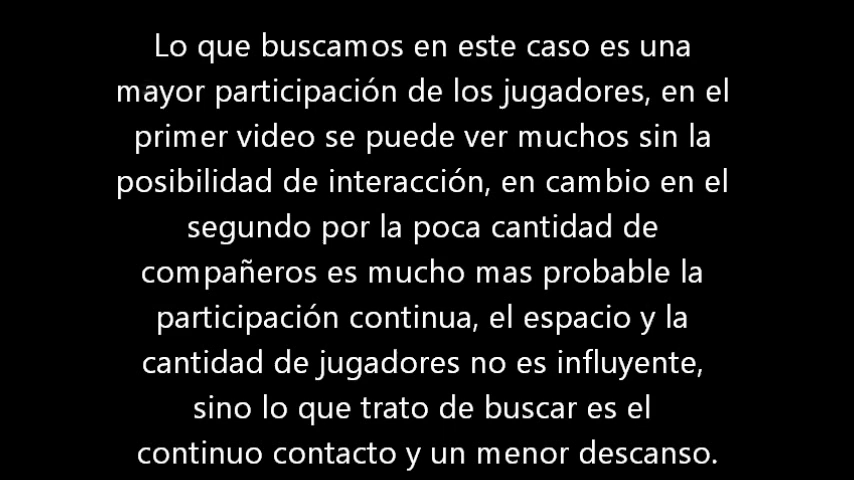 Lo que buscamos en este caso es una
mayor participación de los jugadores, en el
primer video se puede ver muchos sin la
posibilidad de interacción, en cambio en el
segundo por la poca cantidad de
compañeros es mucho mas probable la
participación continua, el espacio y la
cantidad de jugadores no es influyente,
sino lo que trato de buscar es el
continuo contacto y un menor descanso.